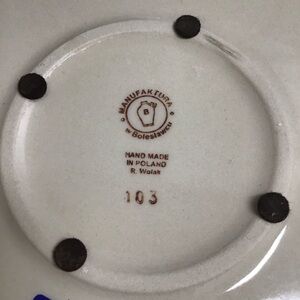 MANUFAKTURA
w Bolesławcu
B
HAND MADE
IN POLAND
R. Wolak
103